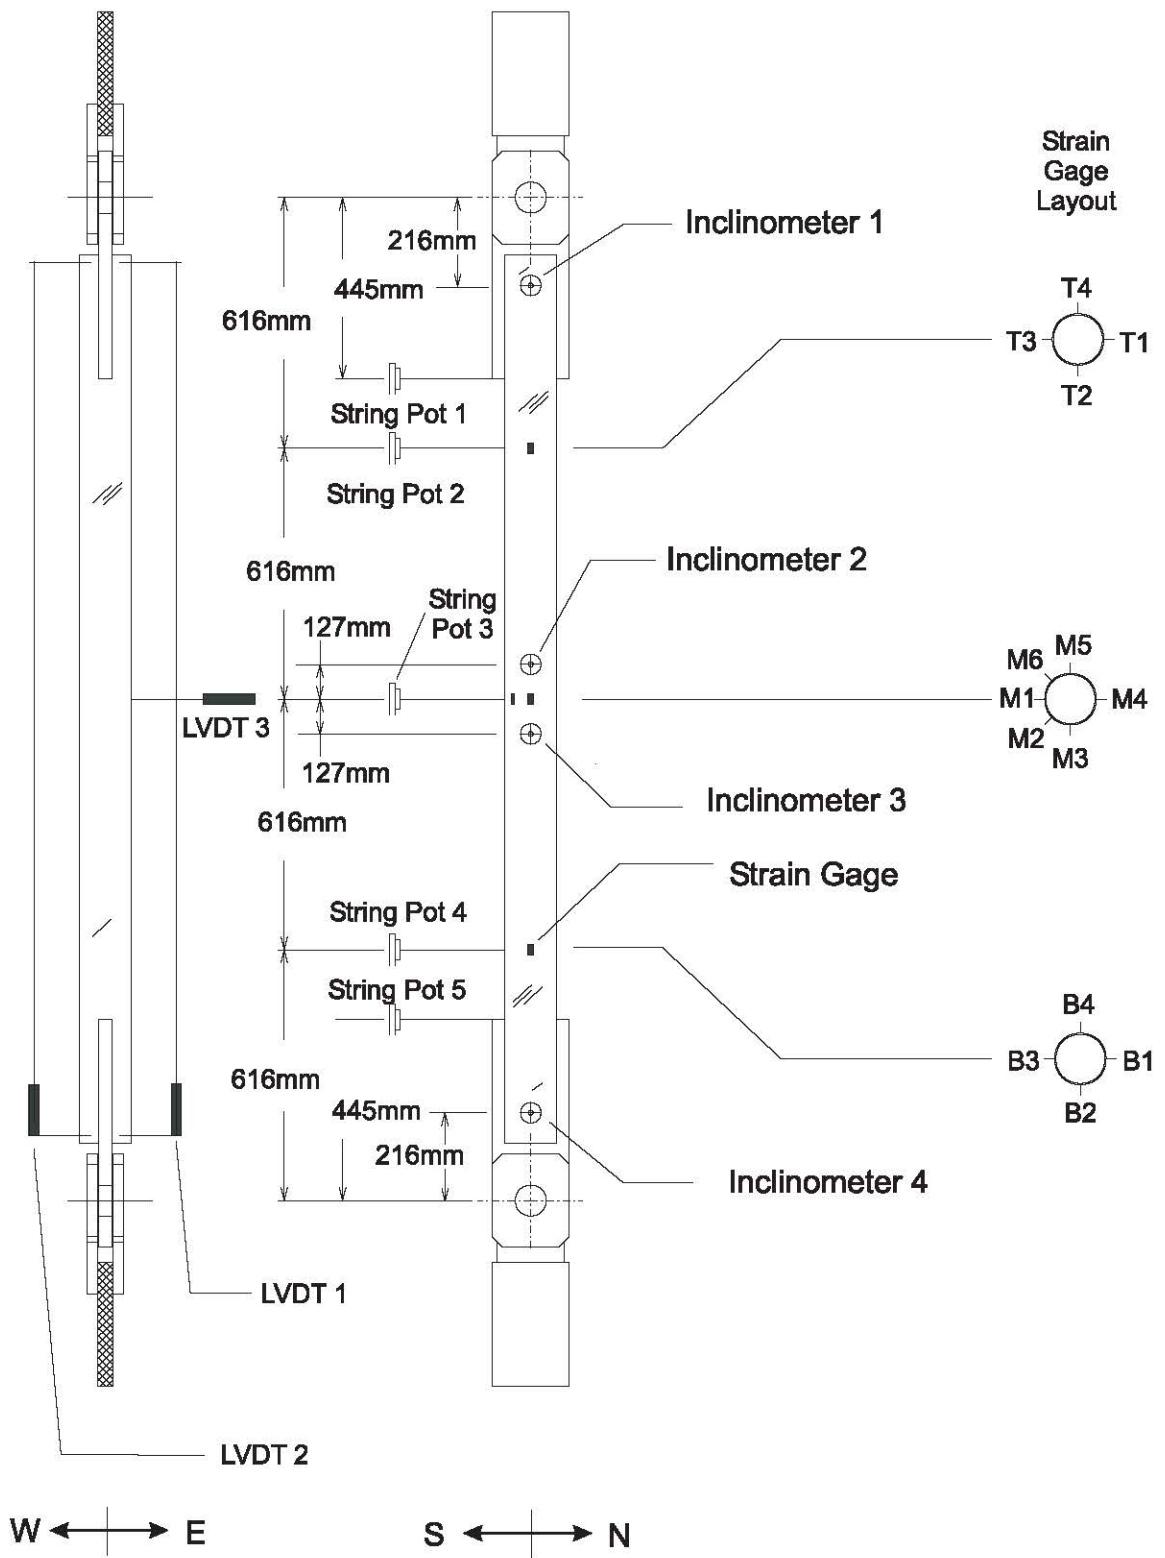 Strain
Gage
Layout
Inclinometer 1
216mm
445mm
616mm
T4
T3
T1
T2
String Pot 1
String Pot 2
Inclinometer 2
616mm
String
Pot 3
127mm
M5
M6
M1
M4
M2
M3
LVDT 3
127mm
Inclinometer 3
616mm
Strain Gage
String Pot 4
String Pot 5
B4
B3
B1
B2
616mm
445mm
216mm
Inclinometer 4
LVDT 1
LVDT 2
W
E
S
N